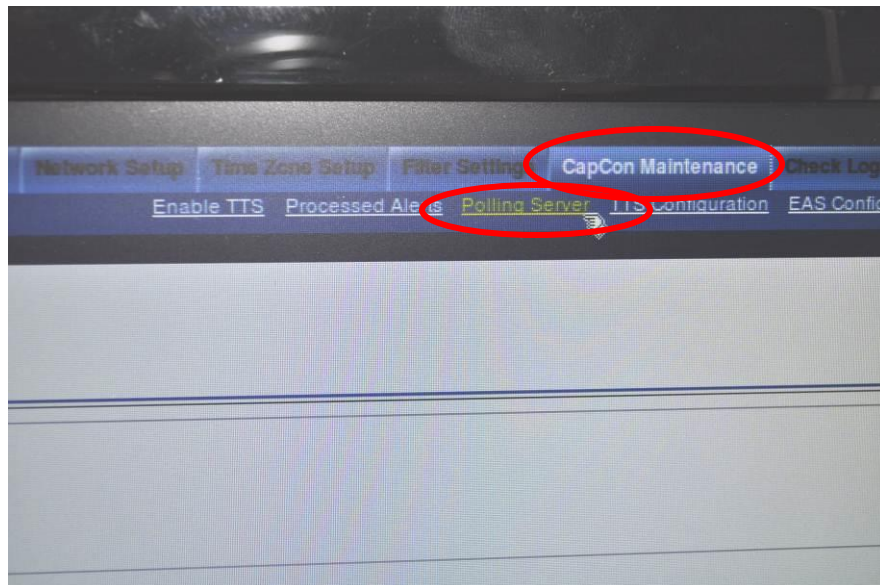 Network Setup Time Zone Setup Filter Settings CapCon Maintenance Check Log
Enable TTS Processed Alerts Polling Server TTS Configuration EAS Config